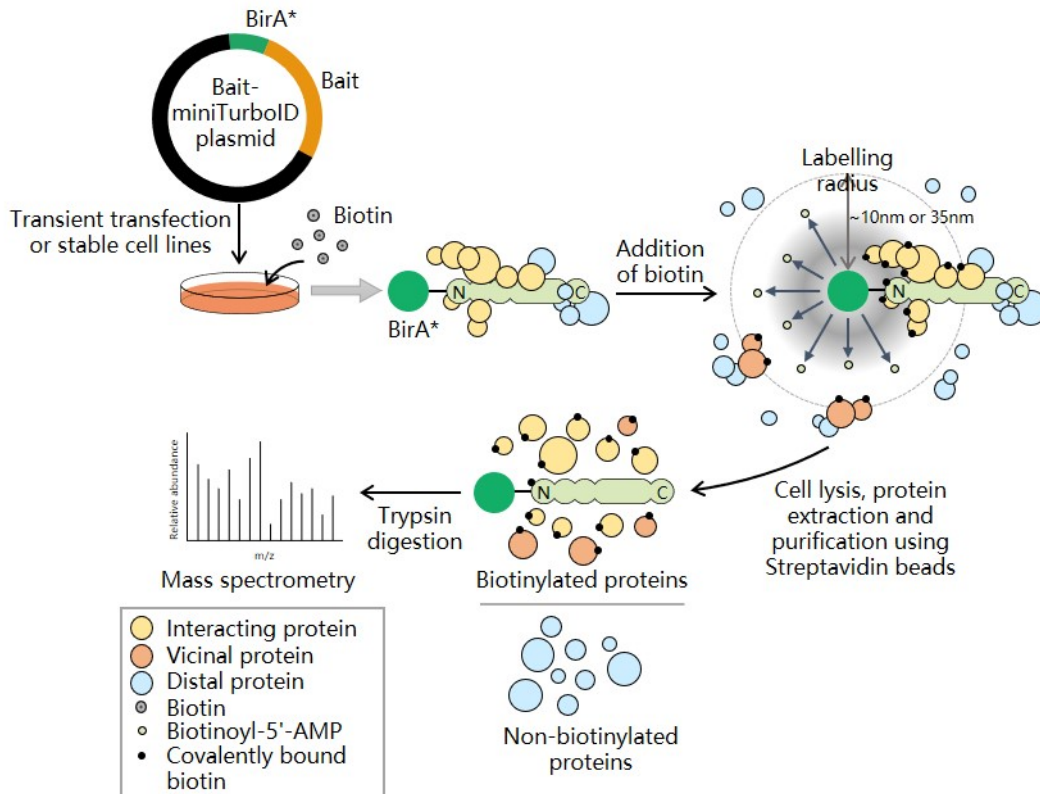 BirA*
Bait
Bait-
miniTurboID
plasmid
Transient transfection
or stable cell lines
Biotin
BirA*
N
C
Addition
of biotin
Labelling
radius
~10nm or 35nm
N
C
Cell lysis, protein
extraction and
purification using
Streptavidin beads
N
C
Biotinylated proteins
Non-biotinylated
proteins
Trypsin
digestion
Relative abundance
m/z
Mass spectrometry
Interacting protein
Vicinal protein
Distal protein
Biotin
Biotinoyl-5'-AMP
Covalently bound
biotin